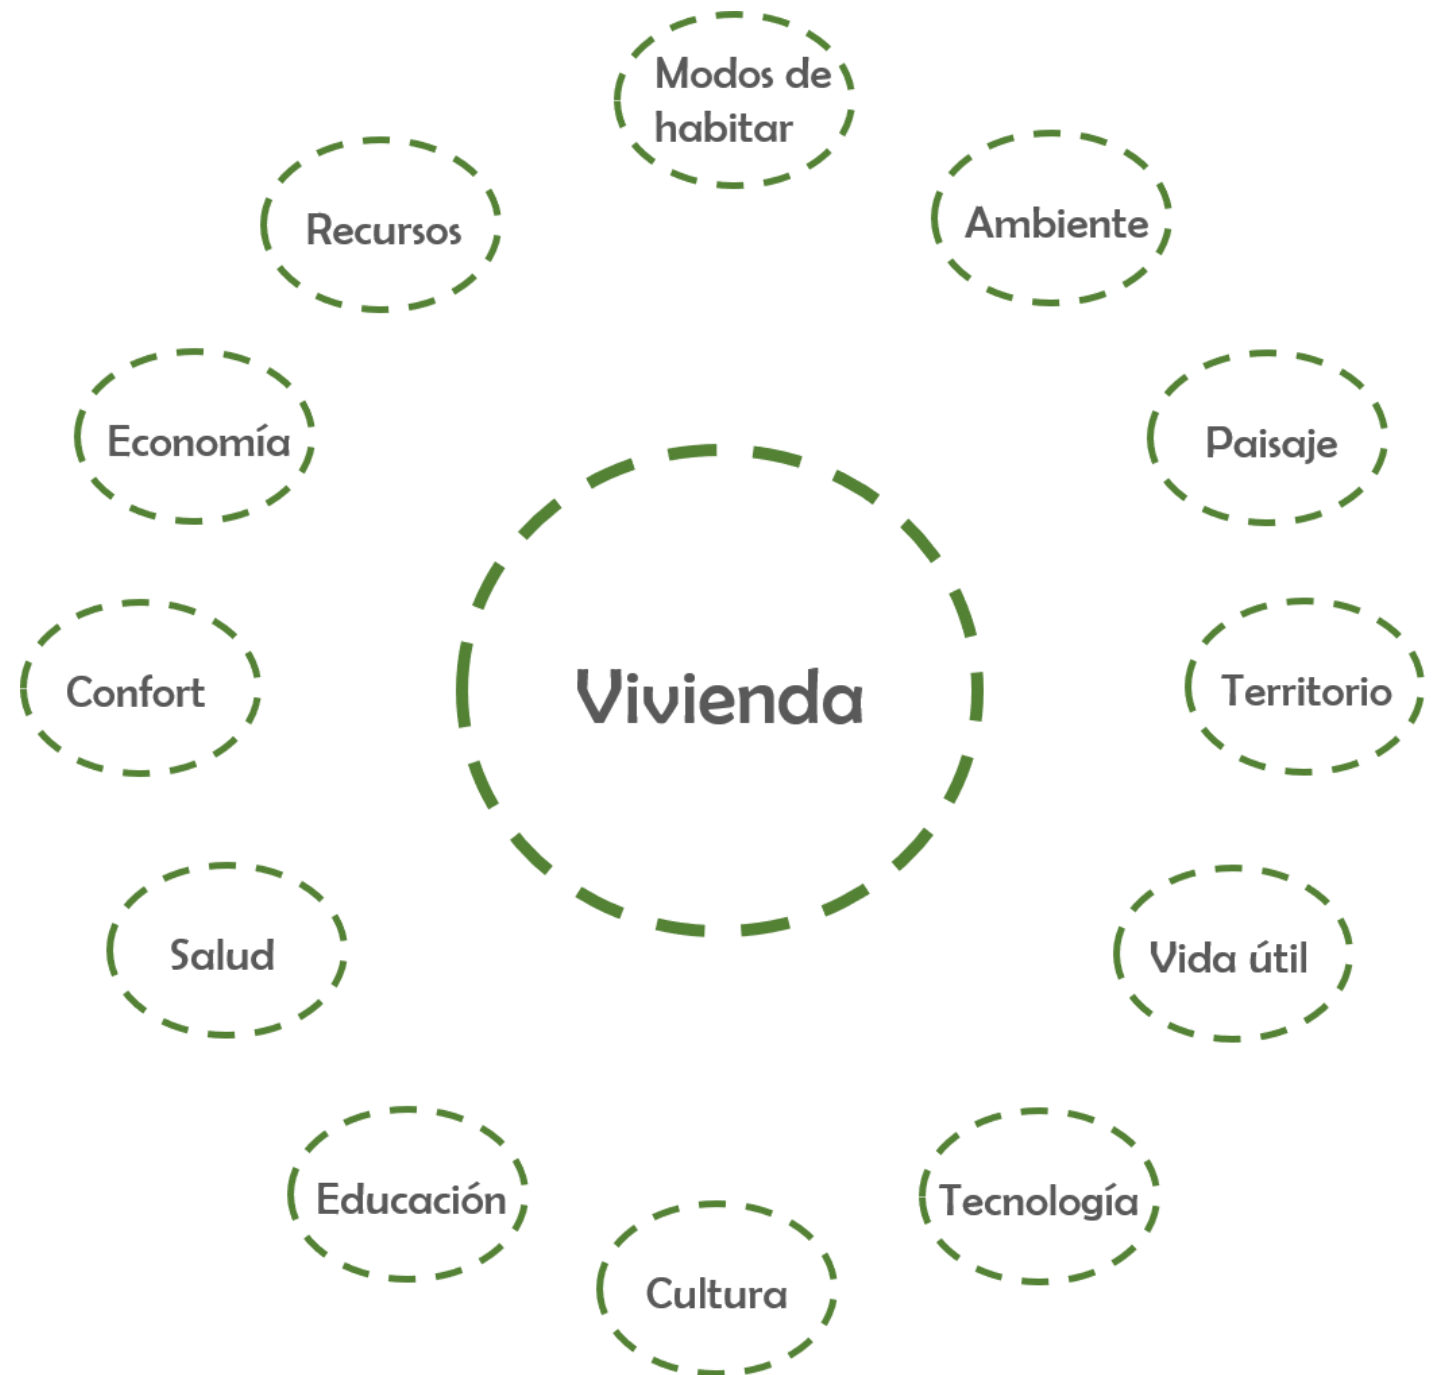 Modos de
habitar
Recursos
Ambiente
Economía
Paisaje
Vivienda
Confort
Territorio
Salud
Vida útil
Educación
Tecnología
Cultura